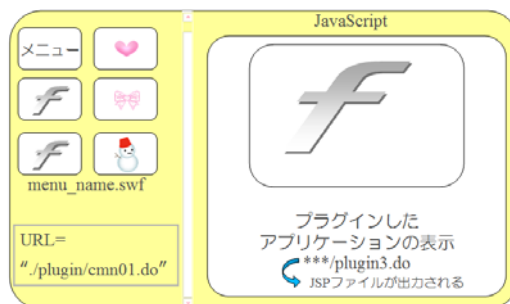 メニュー
menu_name.swf
URL=
“./plugin/cmn01.do”
JavaScript
プラグインした
アプリケーションの表示
***/plugin3.do
JSPファイルが出力される